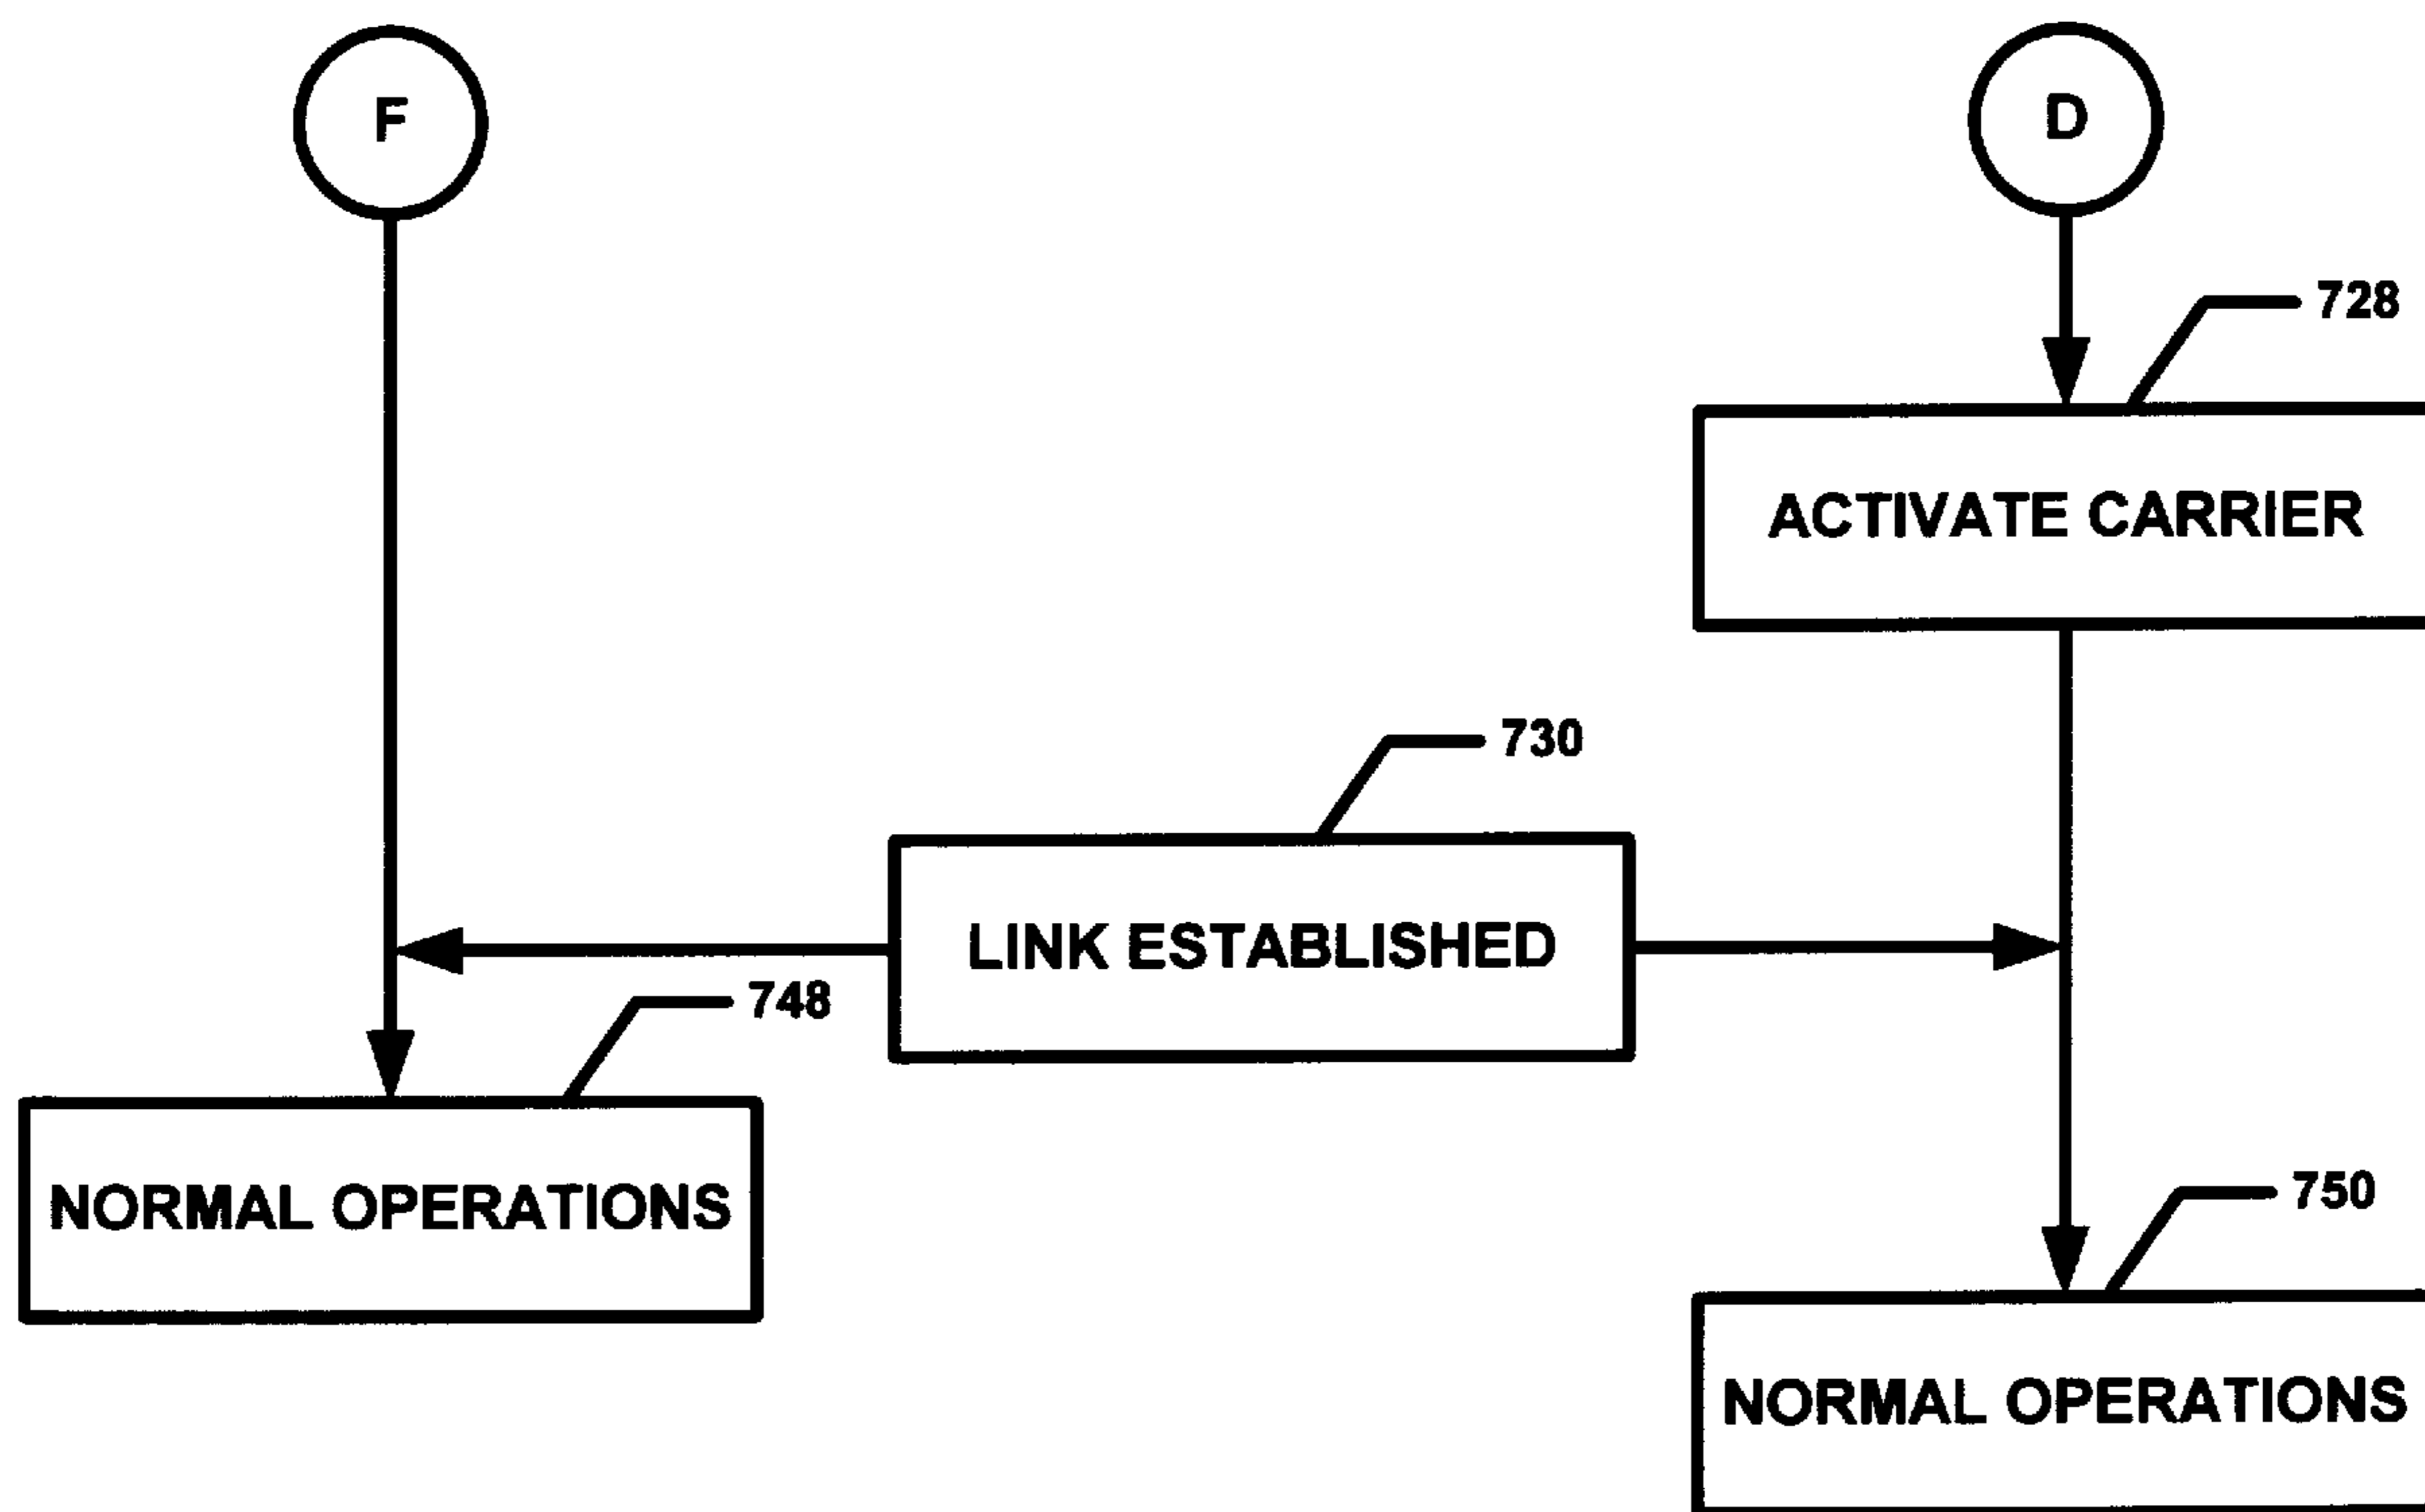 F
D
728
ACTIVATE CARRIER
730
LINK ESTABLISHED
748
NORMAL OPERATIONS
750
NORMAL OPERATIONS